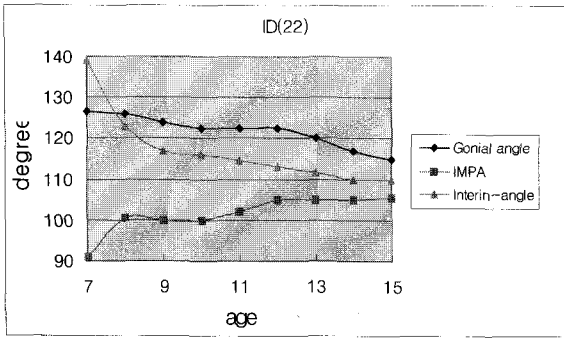 ID(22)
140
130
120
110
100
90
degree
7 9 11 13 15
age
Gonial angle
IMPA
Interin-angle